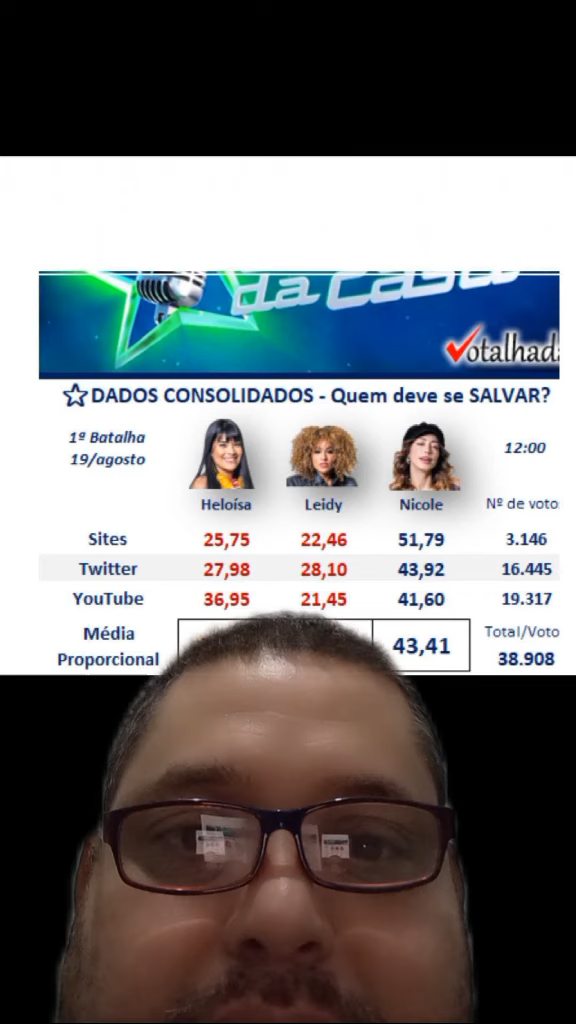 da Casa
Votalhada
☆ DADOS CONSOLIDADOS - Quem deve se SALVAR?
1ª Batalha
19/agosto
12:00
Heloísa Leidy Nicole Nº de voto
Sites 25,75 22,46 51,79 3.146
Twitter 27,98 28,10 43,92 16.445
YouTube 36,95 21,45 41,60 19.317
Média
Proporcional
43,41
Total/Voto
38.908